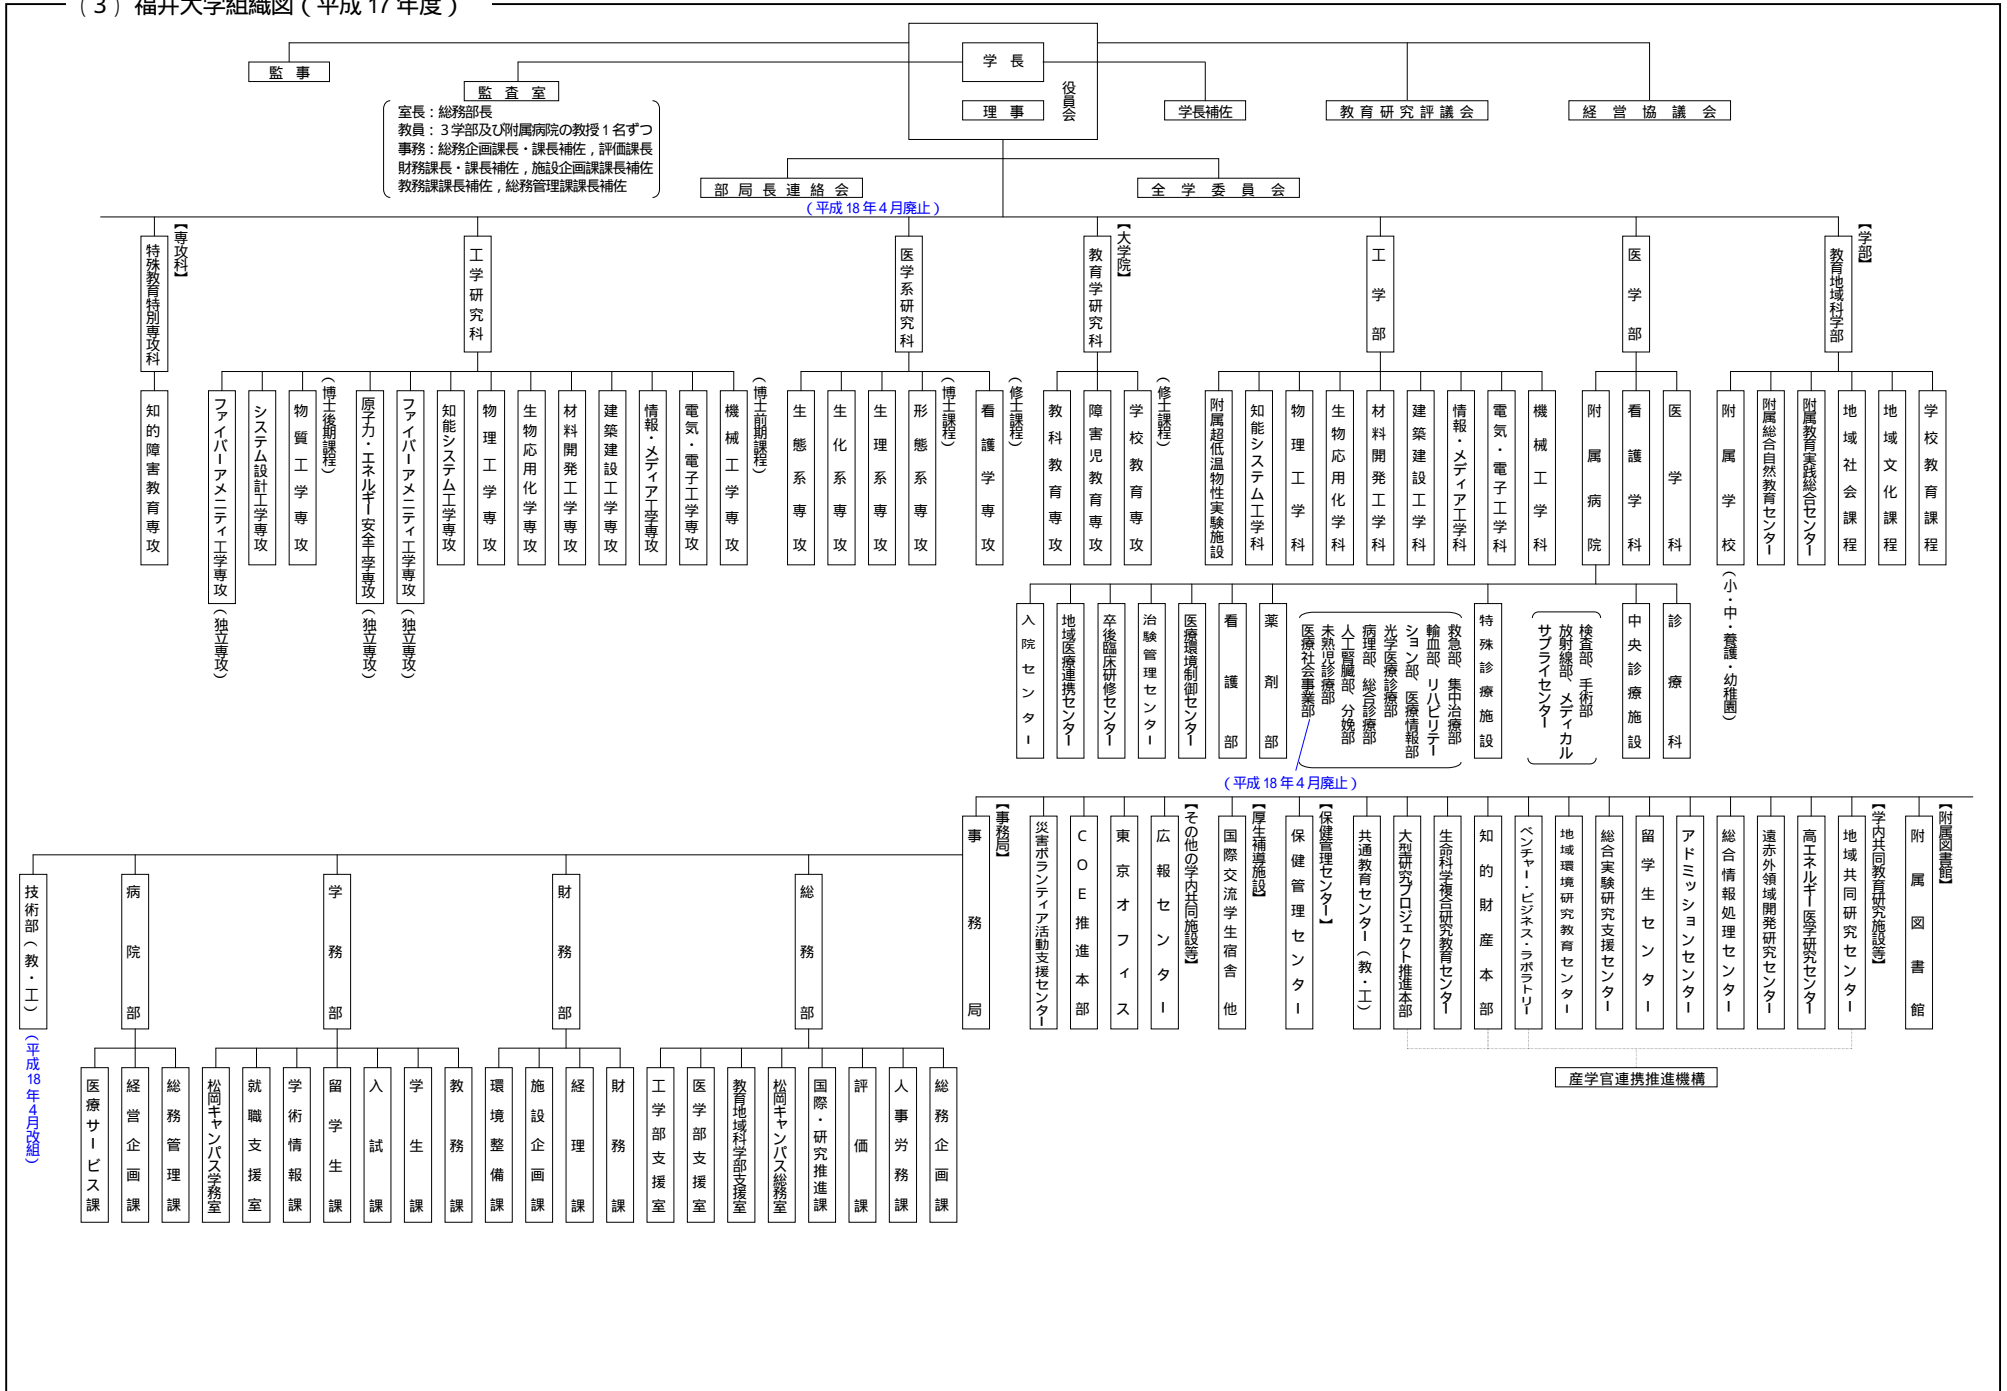 （3）福井大学組織図（平成17年度）
学長
理事
役員会
監事
監査室
室長：総務部長
教員：３学部及び附属病院の教授１名ずつ
事務：総務企画課長・課長補佐，評価課長
財務課長・課長補佐，施設企画課課長補佐
教務課課長補佐，総務管理課課長補佐
学長補佐
教育研究評議会
経営協議会
部局長連絡会
（平成18年4月廃止）
全学委員会
【学部】
教育地域科学部
学校教育課程
地域文化課程
地域社会課程
附属教育実践総合センター
附属総合自然教育センター
附属学校
（小・中・養護・幼稚園）
医学部
医学科
看護学科
附属病院
工学部
機械工学科
電気・電子工学科
情報・メディア工学科
建築建設工学科
材料開発工学科
生物応用化学科
物理工学科
知能システム工学科
附属超低温物性実験施設
【大学院】
教育学研究科
（修士課程）
学校教育専攻
障害児教育専攻
教科教育専攻
医学系研究科
（修士課程）
看護学専攻
（博士課程）
形態系専攻
生理系専攻
生化系専攻
生態系専攻
工学研究科
（博士前期課程）
機械工学専攻
電気・電子工学専攻
情報・メディア工学専攻
建築建設工学専攻
材料開発工学専攻
生物応用化学専攻
物理工学専攻
知能システム工学専攻
ファイバーアメニティ工学専攻
（独立専攻）
原子力・エネルギー安全工学専攻
（独立専攻）
（博士後期課程）
物質工学専攻
システム設計工学専攻
ファイバーアメニティ工学専攻
（独立専攻）
【専攻科】
特殊教育特別専攻科
知的障害教育専攻
診療科
中央診療施設
検査部、手術部
放射線部、メディカル
サプライセンター
特殊診療施設
救急部、集中治療部
輸血部、リハビリテー
ション部、医療情報部
光学医療診療部
病理部、総合診療部
人工腎臓部、分娩部
未熟児診療部
医療社会事業部
（平成18年4月廃止）
薬剤部
看護部
医療環境制御センター
治験管理センター
卒後臨床研修センター
地域医療連携センター
入院センター
【附属図書館】
附属図書館
【学内共同教育研究施設等】
地域共同研究センター
高エネルギー医学研究センター
遠赤外領域開発研究センター
総合情報処理センター
アドミッションセンター
留学生センター
総合実験研究支援センター
地域環境研究教育センター
ベンチャー・ビジネス・ラボラトリー
知的財産本部
生命科学複合研究教育センター
大型研究プロジェクト推進本部
共通教育センター（教・工）
産学官連携推進機構
【保健管理センター】
保健管理センター
【厚生補導施設】
国際交流学生宿舎他
【その他の学内共同施設等】
広報センター
東京オフィス
ＣＯＥ推進本部
災害ボランティア活動支援センター
【事務局】
事務局
総務部
総務企画課
人事労務課
評価課
国際・研究推進課
松岡キャンパス総務室
教育地域科学部支援室
医学部支援室
工学部支援室
財務部
財務課
経理課
施設企画課
環境整備課
学務部
教務課
学生課
入試課
留学生課
学術情報課
就職支援室
松岡キャンパス学務室
病院部
総務管理課
経営企画課
医療サービス課
技術部（教・工）
（平成18年4月改組）